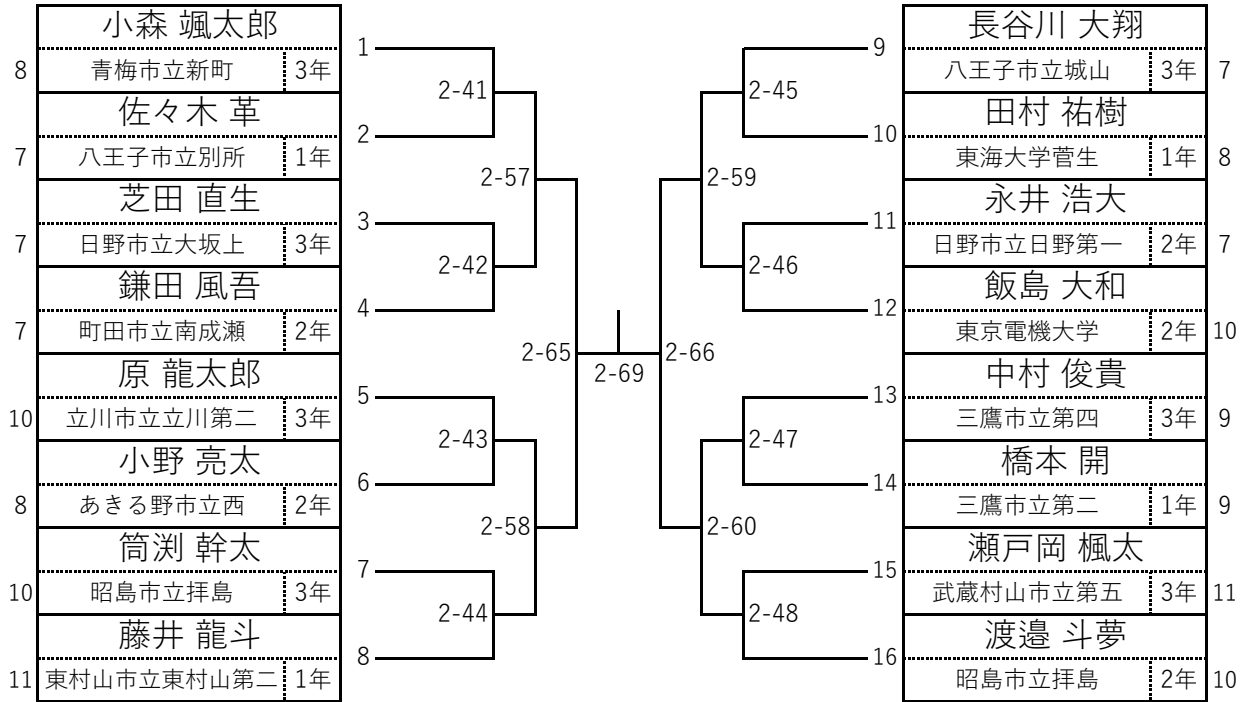 小森 颯太郎
8 青梅市立新町 3年
佐々木 革
7 八王子市立別所 1年
芝田 直生
7 日野市立大坂上 3年
鎌田 風吾
7 町田市立南成瀬 2年
原 龍太郎
10 立川市立立川第二 3年
小野 亮太
8 あきる野市立西 2年
筒渕 幹太
10 昭島市立拝島 3年
藤井 龍斗
11 東村山市立東村山第二 1年
1
2-41
2
2-57
3
2-42
4
2-65
5
2-43
6
2-58
7
2-44
8
2-69
9
2-45
10
2-59
11
2-46
12
2-66
13
2-47
14
2-60
15
2-48
16
長谷川 大翔
八王子市立城山 3年 7
田村 祐樹
東海大学菅生 1年 8
永井 浩大
日野市立日野第一 2年 7
飯島 大和
東京電機大学 2年 10
中村 俊貴
三鷹市立第四 3年 9
橋本 開
三鷹市立第二 1年 9
瀬戸岡 楓太
武蔵村山市立第五 3年 11
渡邉 斗夢
昭島市立拝島 2年 10